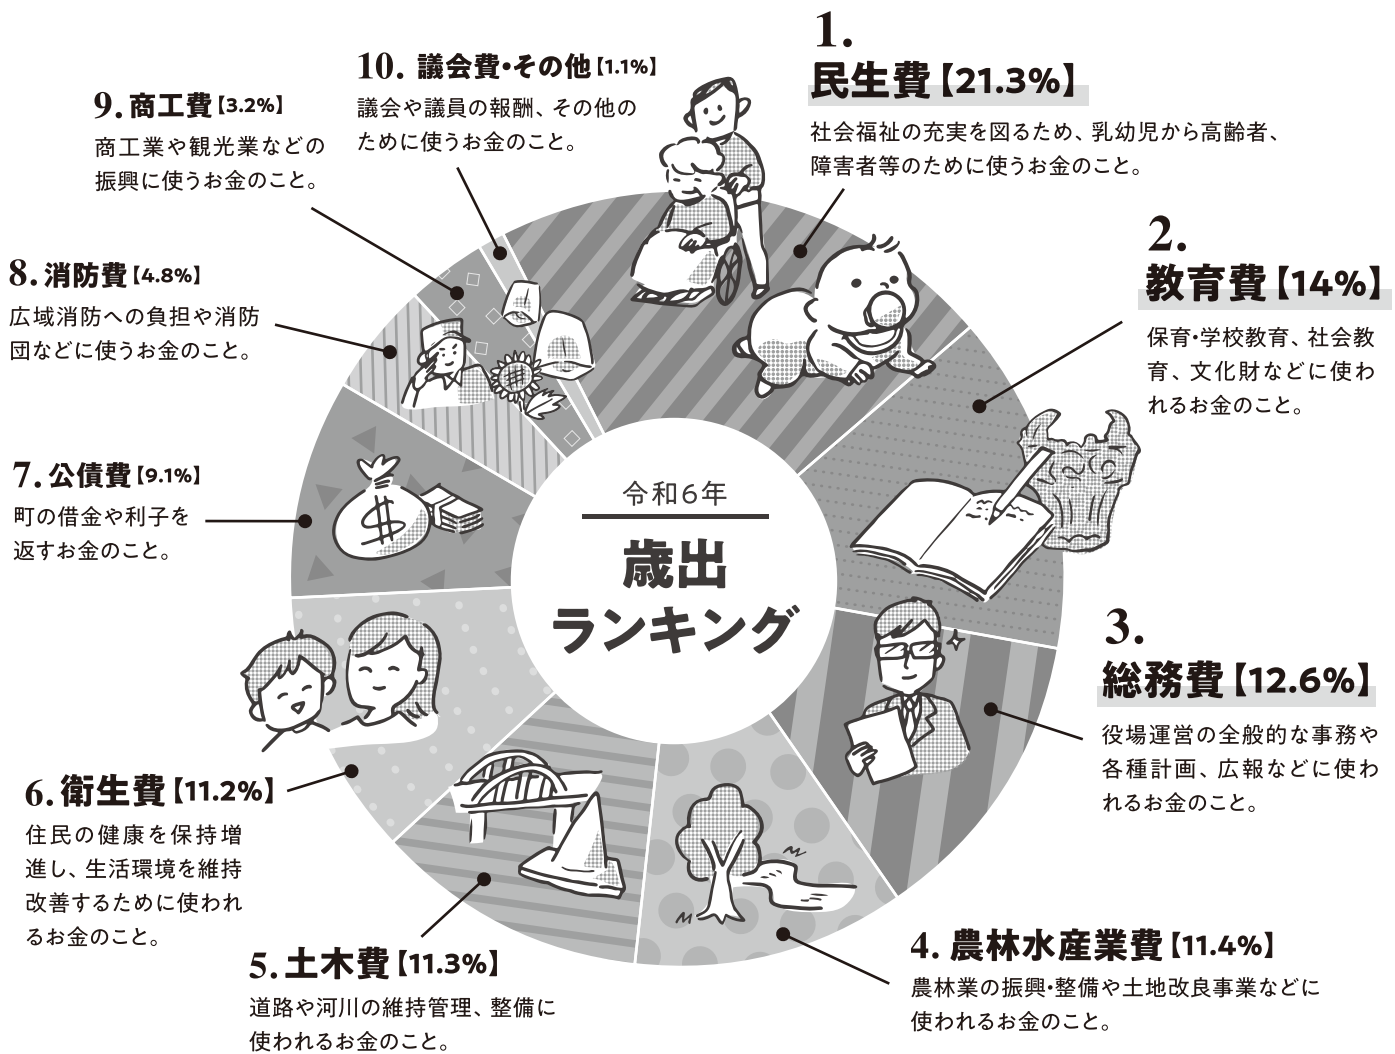 令和6年
歳出
ランキング
1.
民生費【21.3%】
社会福祉の充実を図るため、乳幼児から高齢者、
障害者等のために使うお金のこと。
2.
教育費【14%】
保育・学校教育、社会教
育、文化財などに使わ
れるお金のこと。
3.
総務費【12.6%】
役場運営の全般的な事務や
各種計画、広報などに使わ
れるお金のこと。
4. 農林水産業費【11.4%】
農林業の振興・整備や土地改良事業などに
使われるお金のこと。
5. 土木費【11.3%】
道路や河川の維持管理、整備に
使われるお金のこと。
6. 衛生費【11.2%】
住民の健康を保持増
進し、生活環境を維持
改善するために使われ
るお金のこと。
7. 公債費【9.1%】
町の借金や利子を
返すお金のこと。
8. 消防費【4.8%】
広域消防への負担や消防
団などに使うお金のこと。
9. 商工費【3.2%】
商工業や観光業などの
振興に使うお金のこと。
10. 議会費・その他【1.1%】
議会や議員の報酬、その他の
ために使うお金のこと。